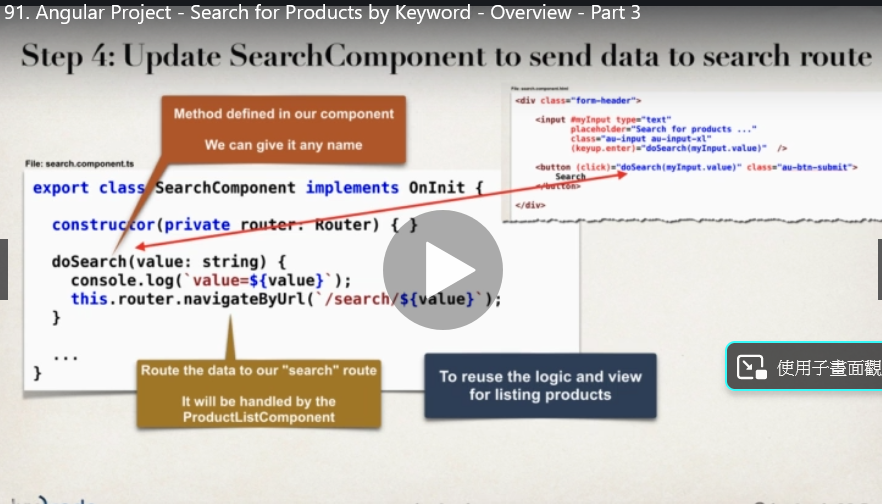 91. Angular Project - Search for Products by Keyword - Overview - Part 3
Step 4: Update SearchComponent to send data to search route
Method defined in our component
We can give it any name
File: search.component.ts
export class SearchComponent implements OnInit {
constructor(private router: Router) { }
doSearch(value: string) {
console.log(`value=${value}`);
this.router.navigateByUrl(`/search/${value}`);
}
...
}
File: search.component.html
<div class="form-header">
<input #myInput type="text"
placeholder="Search for products ..."
class="au-input au-input-xl"
(keyup.enter)="doSearch(myInput.value)" />
<button (click)="doSearch(myInput.value)" class="au-btn-submit">
Search
</button>
</div>
Route the data to our "search" route
It will be handled by the
ProductListComponent
To reuse the logic and view
for listing products
使用子畫面觀